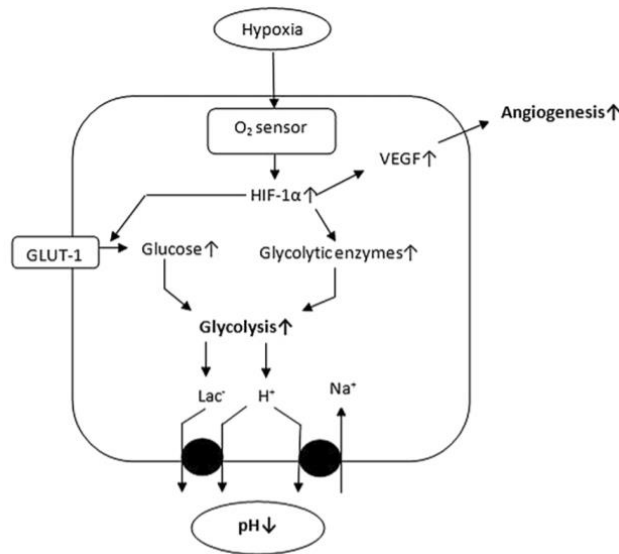 Hypoxia
O₂ sensor
Angiogenesis↑
VEGF↑
HIF-1α↑
GLUT-1
Glucose↑
Glycolytic enzymes↑
Glycolysis↑
Lac⁻
H⁺
Na⁺
pH↓